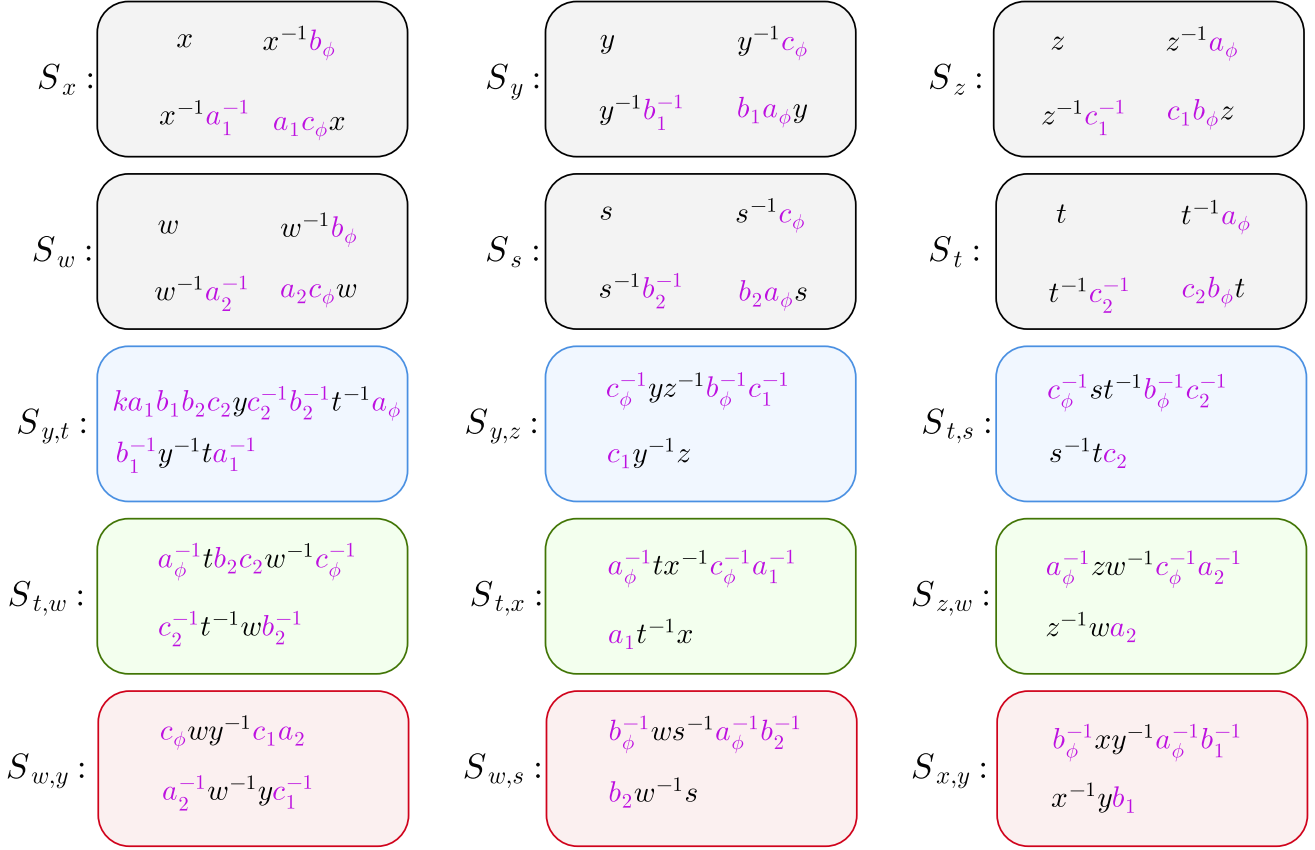 S_x : x x^{-1}b_ϕ
x^{-1}a_1^{-1} a_1c_ϕx
S_y : y y^{-1}c_ϕ
y^{-1}b_1^{-1} b_1a_ϕy
S_z : z z^{-1}a_ϕ
z^{-1}c_1^{-1} c_1b_ϕz
S_w : w w^{-1}b_ϕ
w^{-1}a_2^{-1} a_2c_ϕw
S_s : s s^{-1}c_ϕ
s^{-1}b_2^{-1} b_2a_ϕs
S_t : t t^{-1}a_ϕ
t^{-1}c_2^{-1} c_2b_ϕt
S_{y,t} : ka_1b_1b_2c_2yc_2^{-1}b_2^{-1}t^{-1}a_ϕ
b_1^{-1}y^{-1}ta_1^{-1}
S_{y,z} : c_ϕ^{-1}yz^{-1}b_ϕ^{-1}c_1^{-1}
c_1y^{-1}z
S_{t,s} : c_ϕ^{-1}st^{-1}b_ϕ^{-1}c_2^{-1}
s^{-1}tc_2
S_{t,w} : a_ϕ^{-1}tb_2c_2w^{-1}c_ϕ^{-1}
c_2^{-1}t^{-1}wb_2^{-1}
S_{t,x} : a_ϕ^{-1}tx^{-1}c_ϕ^{-1}a_1^{-1}
a_1t^{-1}x
S_{z,w} : a_ϕ^{-1}zw^{-1}c_ϕ^{-1}a_2^{-1}
z^{-1}wa_2
S_{w,y} : c_ϕwy^{-1}c_1a_2
a_2^{-1}w^{-1}yc_1^{-1}
S_{w,s} : b_ϕ^{-1}ws^{-1}a_ϕ^{-1}b_2^{-1}
b_2w^{-1}s
S_{x,y} : b_ϕ^{-1}xy^{-1}a_ϕ^{-1}b_1^{-1}
x^{-1}yb_1